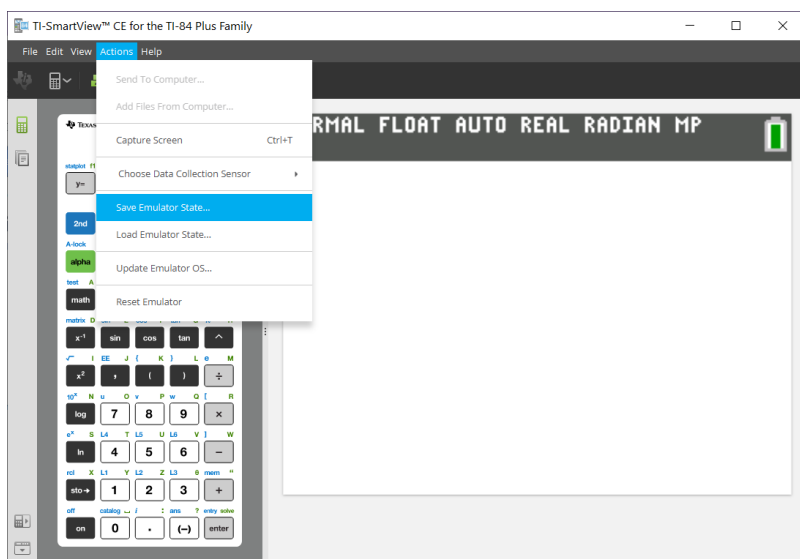 TI-SmartView™ CE for the TI-84 Plus Family
File Edit View Actions Help
Send To Computer...
Add Files From Computer...
Capture Screen Ctrl+T
Choose Data Collection Sensor
Save Emulator State...
Load Emulator State...
Update Emulator OS...
Reset Emulator
RMAL FLOAT AUTO REAL RADIAN MP
TEXAS
statplot f1
y=
2nd
A-lock
alpha
test A
math
matrix D
x⁻¹ sin cos tan ^
√ I EE J { K } L e M
x² , ( ) ÷
10ˣ N u O v P w Q [ R
log 7 8 9 ×
eˣ S L4 T L5 U L6 V ] W
ln 4 5 6 −
rcl X L1 Y L2 Z L3 θ mem "
sto→ 1 2 3 +
off catalog i : ans ? entry solve
on 0 . (−) enter